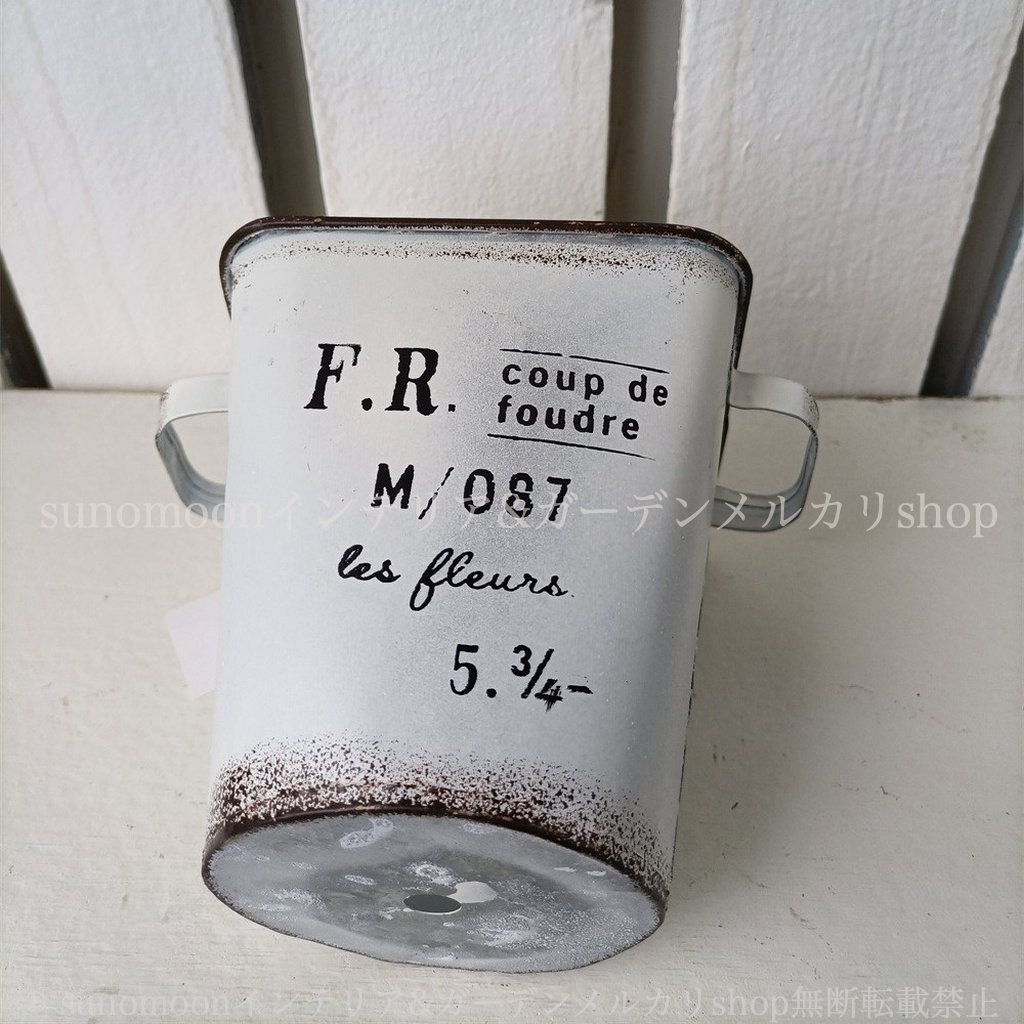 F.R.
coup de
foudre
M/087
sunomoonインテリア&ガーデンメルカリshop
les fleurs.
5.¾-
sunomoonインテリア&ガーデンメルカリshop無断転載禁止